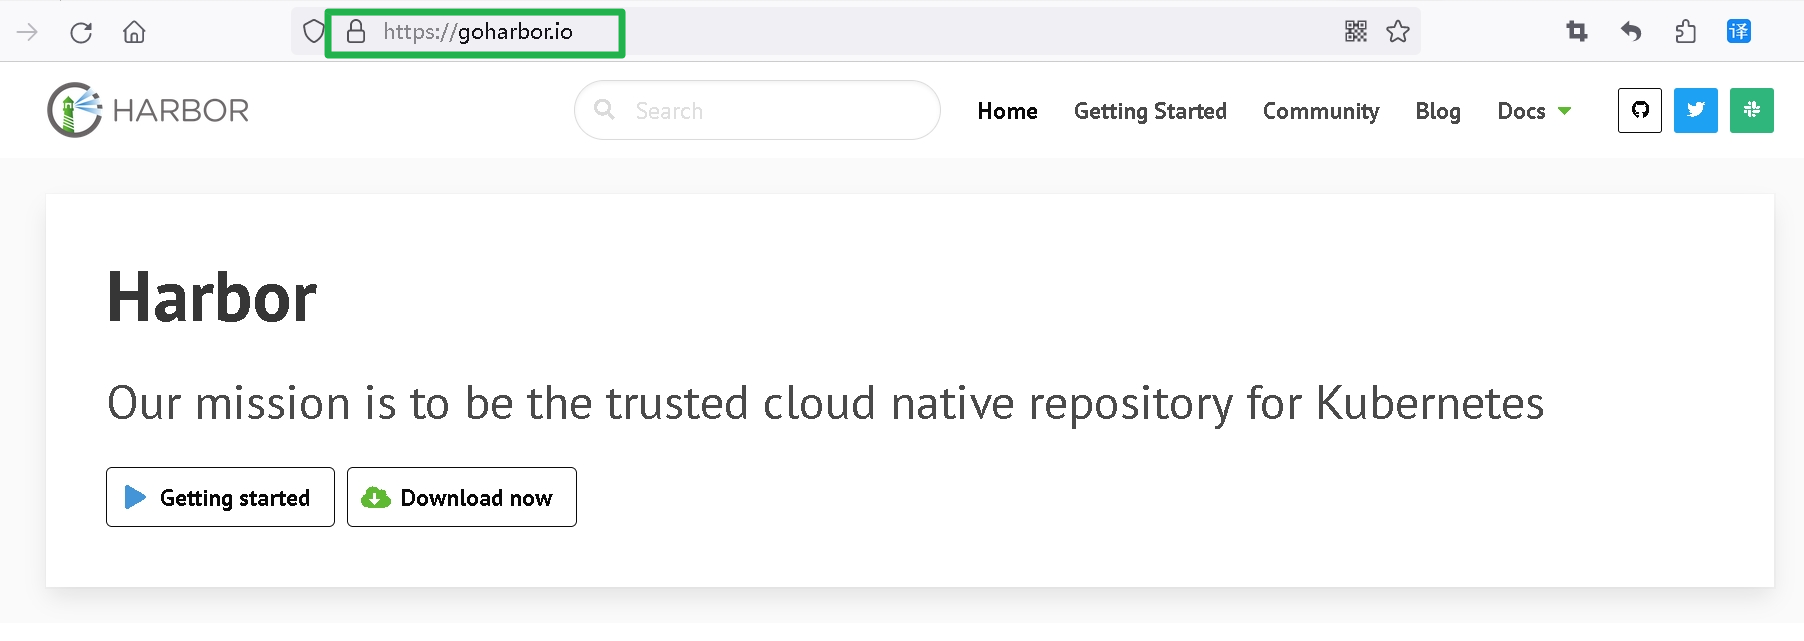 https://goharbor.io
译
HARBOR
Search
Home
Getting Started
Community
Blog
Docs
Harbor
Our mission is to be the trusted cloud native repository for Kubernetes
Getting started
Download now